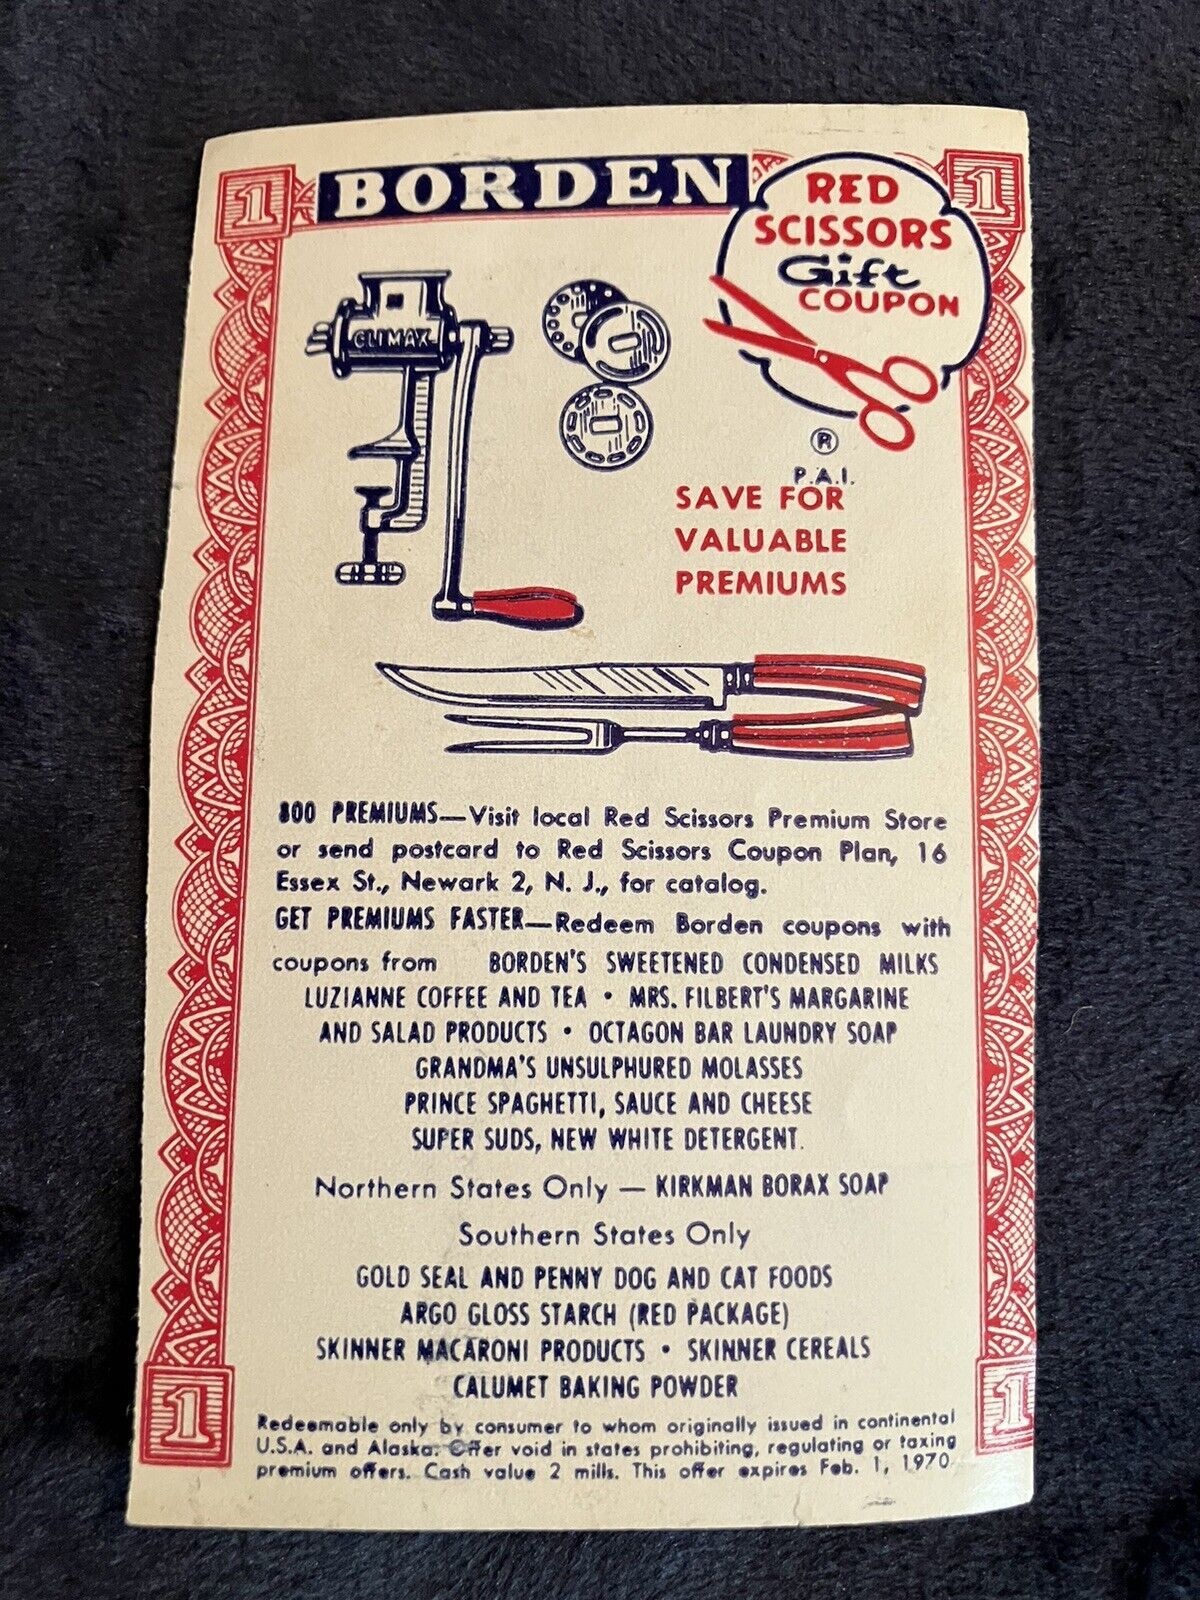 1 BORDEN 1
RED
SCISSORS
Gift
COUPON
CLIMAX
®
P.A.I.
SAVE FOR
VALUABLE
PREMIUMS
800 PREMIUMS—Visit local Red Scissors Premium Store
or send postcard to Red Scissors Coupon Plan, 16
Essex St., Newark 2, N. J., for catalog.
GET PREMIUMS FASTER—Redeem Borden coupons with
coupons from BORDEN'S SWEETENED CONDENSED MILKS
LUZIANNE COFFEE AND TEA • MRS. FILBERT'S MARGARINE
AND SALAD PRODUCTS • OCTAGON BAR LAUNDRY SOAP
GRANDMA'S UNSULPHURED MOLASSES
PRINCE SPAGHETTI, SAUCE AND CHEESE
SUPER SUDS, NEW WHITE DETERGENT.
Northern States Only — KIRKMAN BORAX SOAP
Southern States Only
GOLD SEAL AND PENNY DOG AND CAT FOODS
ARGO GLOSS STARCH (RED PACKAGE)
SKINNER MACARONI PRODUCTS • SKINNER CEREALS
CALUMET BAKING POWDER
1 1
Redeemable only by consumer to whom originally issued in continental
U.S.A. and Alaska. Offer void in states prohibiting, regulating or taxing
premium offers. Cash value 2 mills. This offer expires Feb. 1, 1970